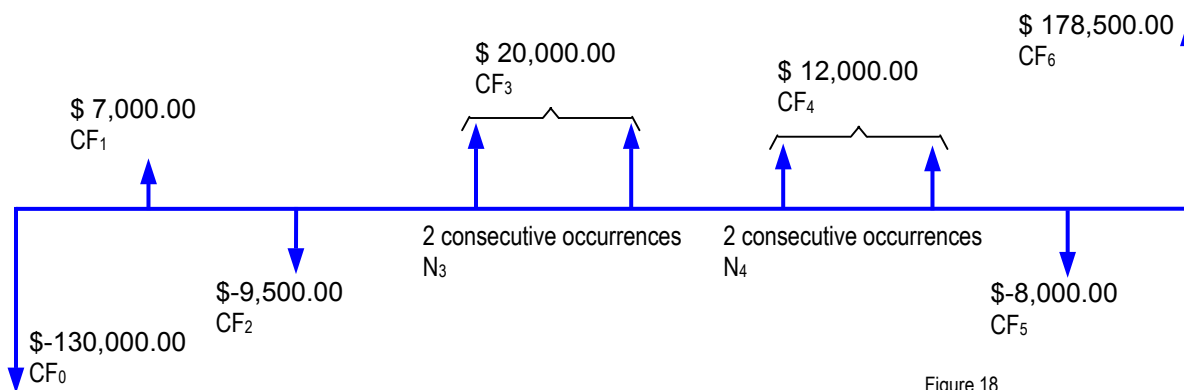 $ 178,500.00
CF6
$ 20,000.00
CF3
$ 12,000.00
CF4
$ 7,000.00
CF1
2 consecutive occurrences
N3
2 consecutive occurrences
N4
$-9,500.00
CF2
$-8,000.00
CF5
$-130,000.00
CF0
Figure 18